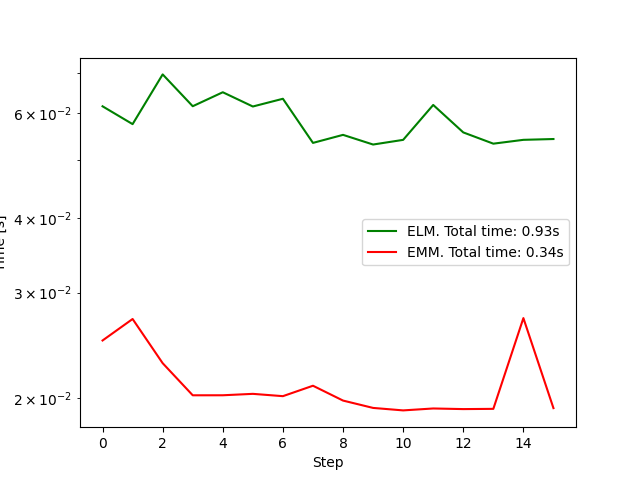 6 × 10⁻²
4 × 10⁻²
3 × 10⁻²
2 × 10⁻²
Time [s]
ELM. Total time: 0.93s
EMM. Total time: 0.34s
0 2 4 6 8 10 12 14
Step